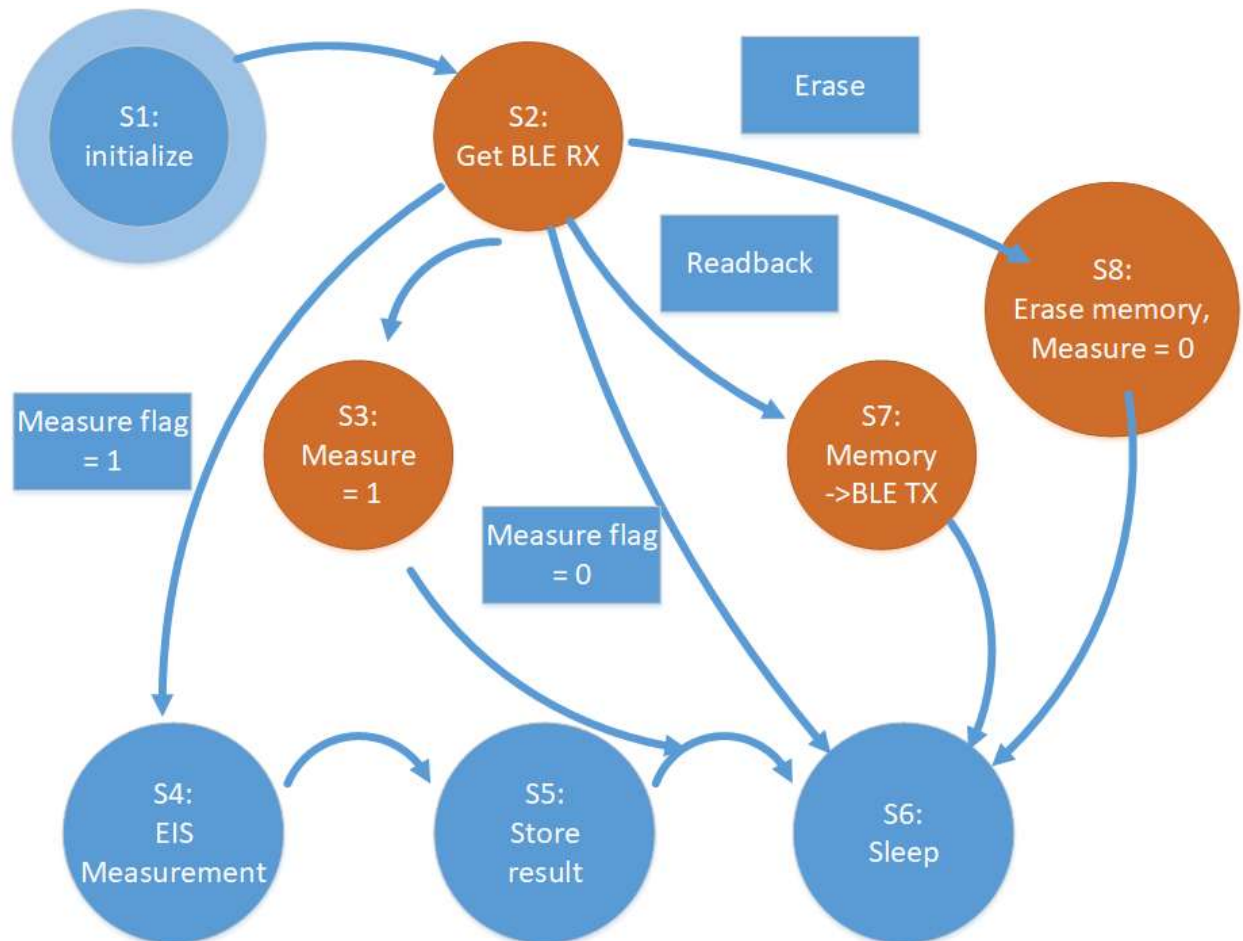 S1:
initialize
S2:
Get BLE RX
Erase
Readback
S8:
Erase memory,
Measure = 0
Measure flag
= 1
S3:
Measure
= 1
S7:
Memory
->BLE TX
Measure flag
= 0
S4:
EIS
Measurement
S5:
Store
result
S6:
Sleep